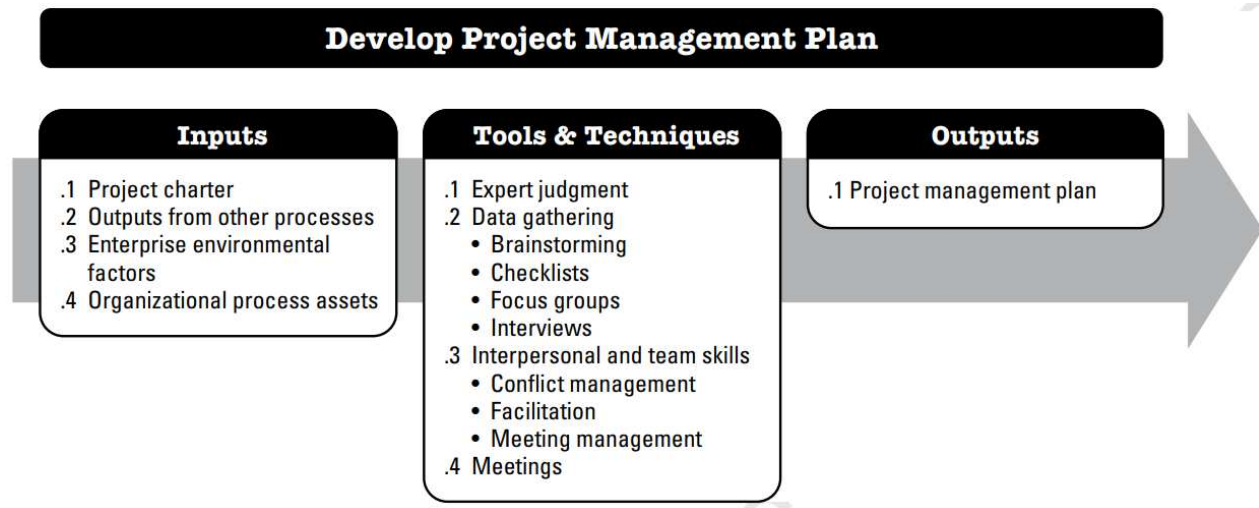 Develop Project Management Plan
Inputs
.1 Project charter
.2 Outputs from other processes
.3 Enterprise environmental
factors
.4 Organizational process assets
Tools & Techniques
.1 Expert judgment
.2 Data gathering
• Brainstorming
• Checklists
• Focus groups
• Interviews
.3 Interpersonal and team skills
• Conflict management
• Facilitation
• Meeting management
.4 Meetings
Outputs
.1 Project management plan